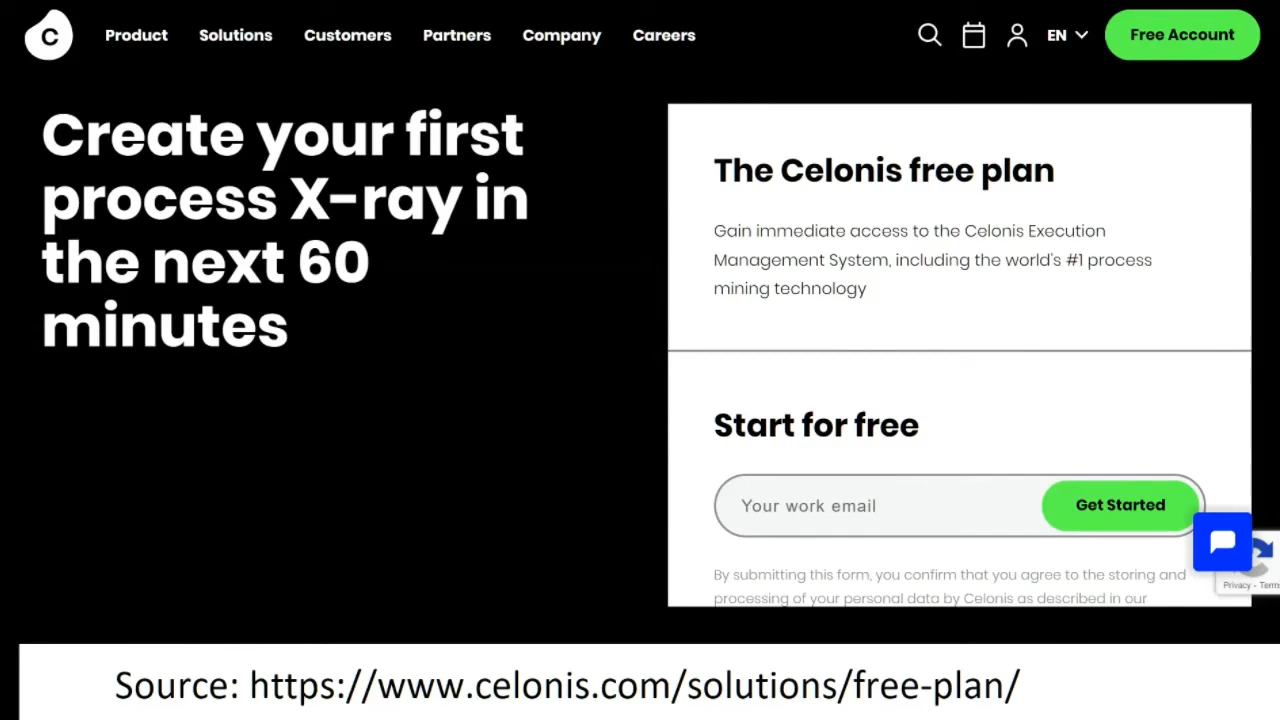 C
Product Solutions Customers Partners Company Careers
EN
Free Account
Create your first
process X-ray in
the next 60
minutes
The Celonis free plan
Gain immediate access to the Celonis Execution
Management System, including the world's #1 process
mining technology
Start for free
Your work email
Get Started
By submitting this form, you confirm that you agree to the storing and
processing of your personal data by Celonis as described in our
Privacy - Terms
Source: https://www.celonis.com/solutions/free-plan/